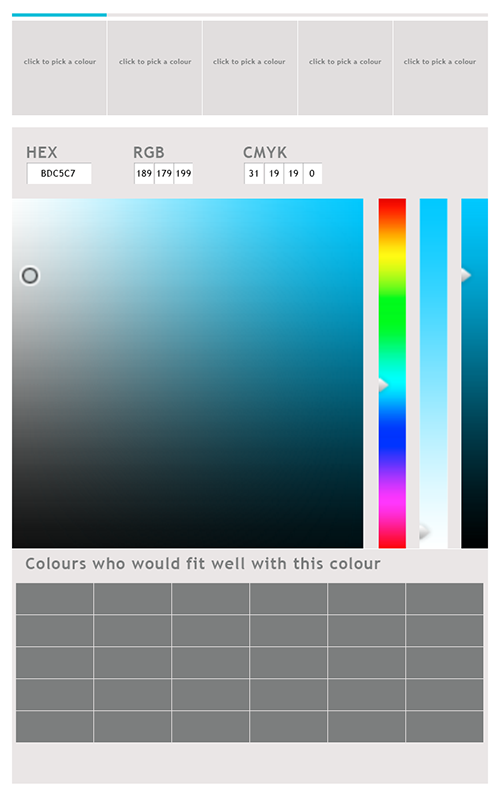 click to pick a colour click to pick a colour click to pick a colour click to pick a colour click to pick a colour
HEX RGB CMYK
BDC5C7 189 179 199 31 19 19 0
Colours who would fit well with this colour